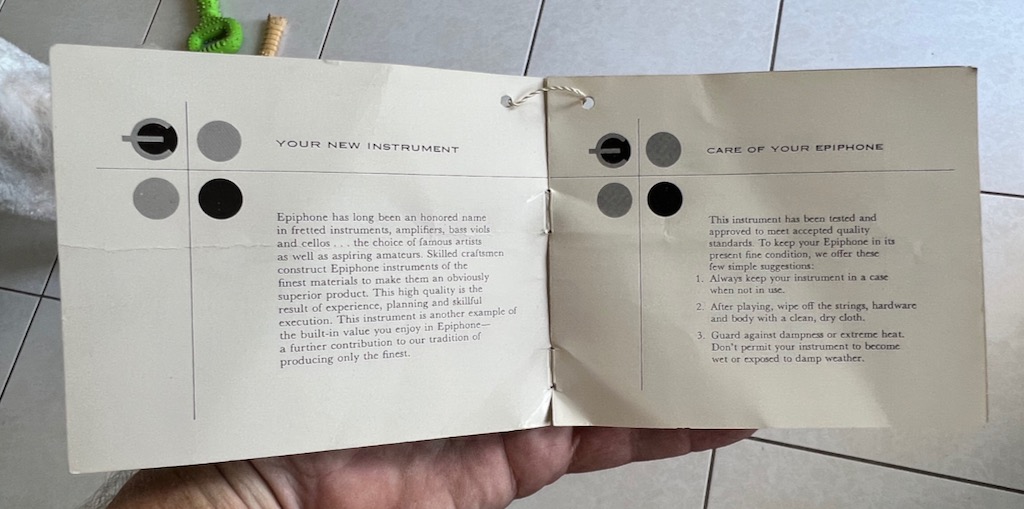 YOUR NEW INSTRUMENT
Epiphone has long been an honored name
in fretted instruments, amplifiers, bass viols
and cellos . . . the choice of famous artists
as well as aspiring amateurs. Skilled craftsmen
construct Epiphone instruments of the
finest materials to make them an obviously
superior product. This high quality is the
result of experience, planning and skillful
execution. This instrument is another example of
the built-in value you enjoy in Epiphone—
a further contribution to our tradition of
producing only the finest.
CARE OF YOUR EPIPHONE
This instrument has been tested and
approved to meet accepted quality
standards. To keep your Epiphone in its
present fine condition, we offer these
few simple suggestions:
1. Always keep your instrument in a case
when not in use.
2. After playing, wipe off the strings, hardware
and body with a clean, dry cloth.
3. Guard against dampness or extreme heat.
Don't permit your instrument to become
wet or exposed to damp weather.